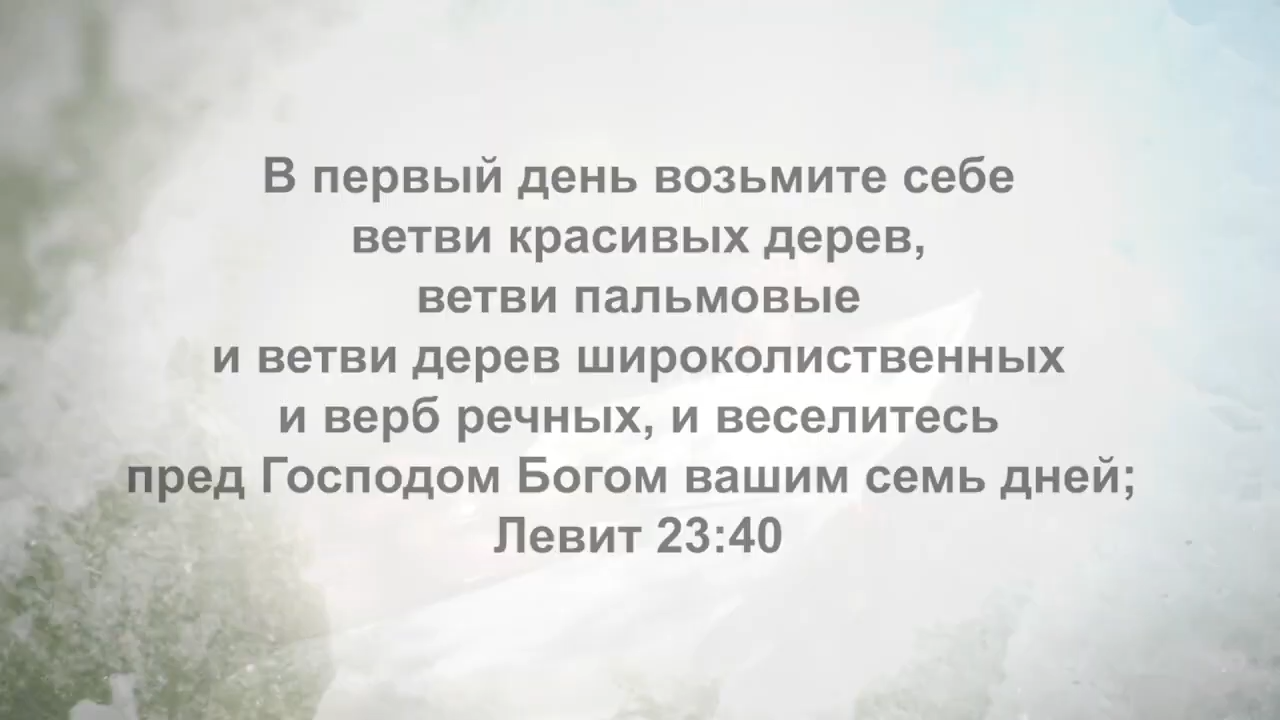 В первый день возьмите себе
ветви красивых дерев,
ветви пальмовые
и ветви дерев широколиственных
и верб речных, и веселитесь
пред Господом Богом вашим семь дней;
Левит 23:40